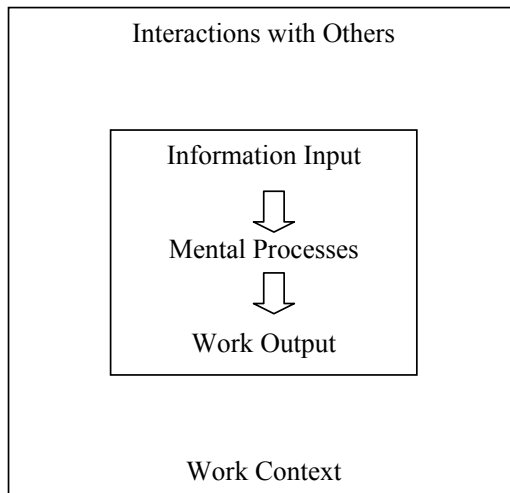 Interactions with Others
Information Input
Mental Processes
Work Output
Work Context